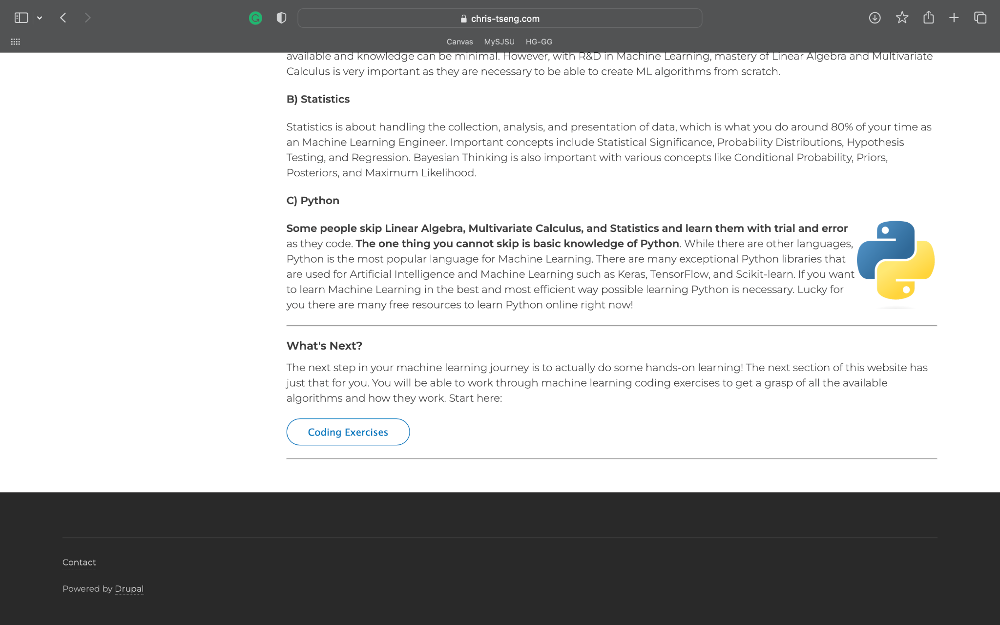 chris-tseng.com
Canvas MySJSU HG-GG
available and knowledge can be minimal. However, with R&D in Machine Learning, mastery of Linear Algebra and Multivariate
Calculus is very important as they are necessary to be able to create ML algorithms from scratch.
B) Statistics
Statistics is about handling the collection, analysis, and presentation of data, which is what you do around 80% of your time as
an Machine Learning Engineer. Important concepts include Statistical Significance, Probability Distributions, Hypothesis
Testing, and Regression. Bayesian Thinking is also important with various concepts like Conditional Probability, Priors,
Posteriors, and Maximum Likelihood.
C) Python
Some people skip Linear Algebra, Multivariate Calculus, and Statistics and learn them with trial and error
as they code. The one thing you cannot skip is basic knowledge of Python. While there are other languages,
Python is the most popular language for Machine Learning. There are many exceptional Python libraries that
are used for Artificial Intelligence and Machine Learning such as Keras, TensorFlow, and Scikit-learn. If you want
to learn Machine Learning in the best and most efficient way possible learning Python is necessary. Lucky for
you there are many free resources to learn Python online right now!
What's Next?
The next step in your machine learning journey is to actually do some hands-on learning! The next section of this website has
just that for you. You will be able to work through machine learning coding exercises to get a grasp of all the available
algorithms and how they work. Start here:
Coding Exercises
Contact
Powered by Drupal